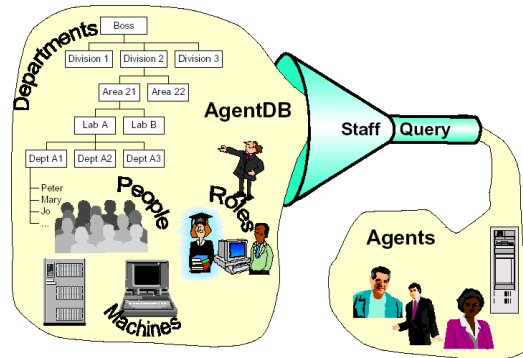 Departments
Boss
Division 1 Division 2 Division 3
Area 21 Area 22
Lab A Lab B
Dept A1 Dept A2 Dept A3
Peter
Mary
Jo
...
People
Roles
Machines
AgentDB
Staff Query
Agents